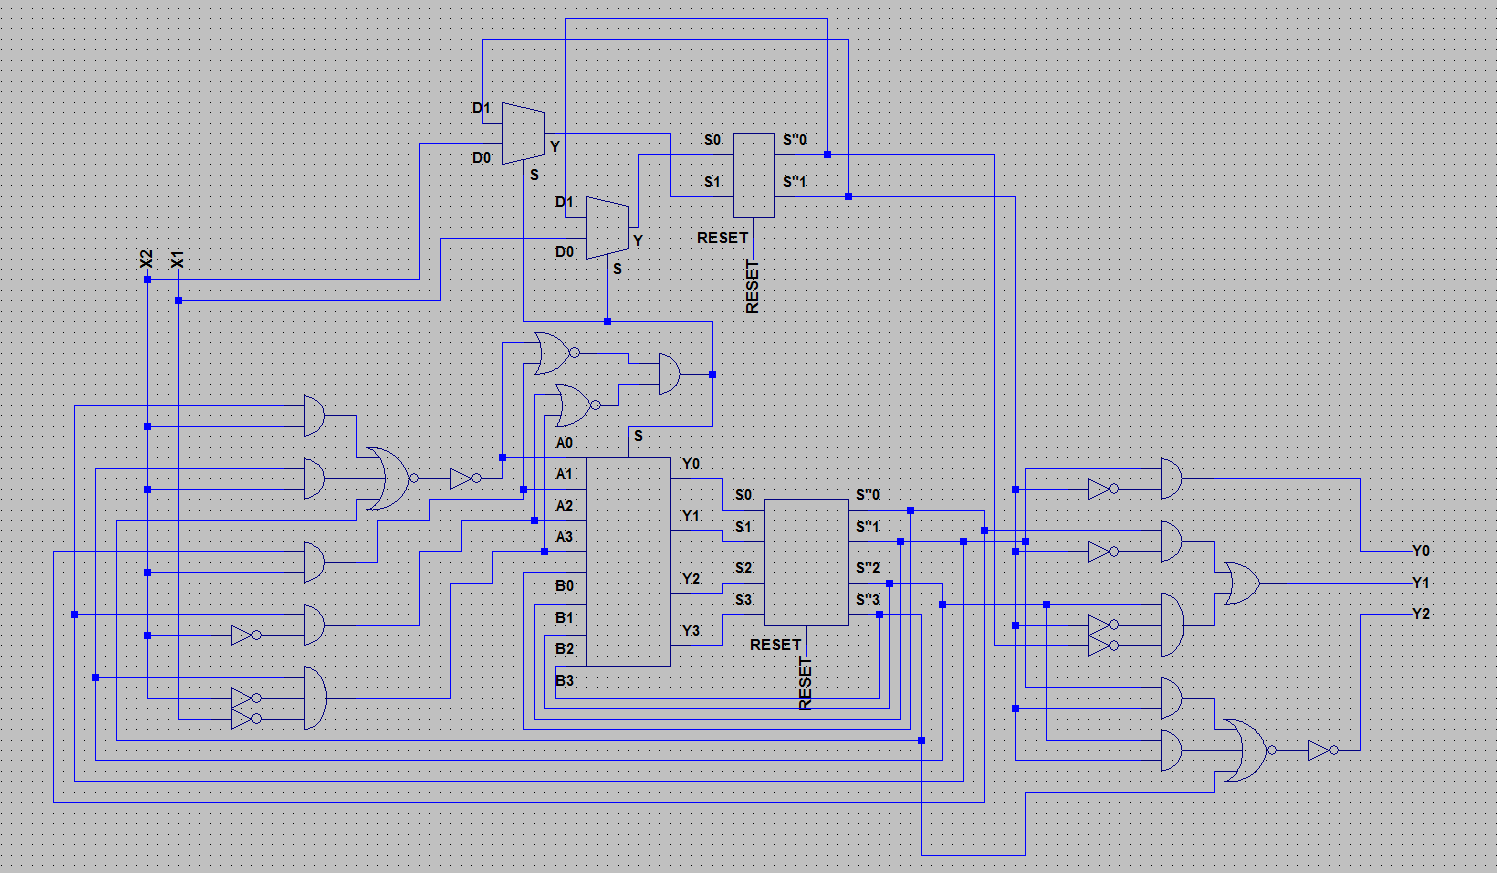 D1
D0
Y
S
S0
S1
S"0
S"1
RESET
RESET
D1
D0
Y
S
X2
X1
S
A0
A1
A2
A3
B0
B1
B2
B3
Y0
Y1
Y2
Y3
S0
S1
S2
S3
S"0
S"1
S"2
S"3
RESET
RESET
Y0
Y1
Y2